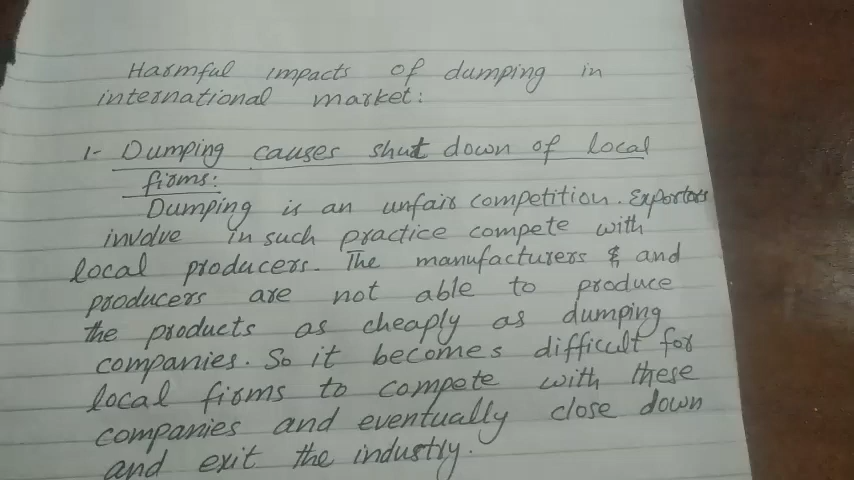 Harmful impacts of dumping in
international market:
1- Dumping causes shut down of local
firms:
Dumping is an unfair competition. Exporters
involve in such practice compete with
local producers. The manufacturers & and
producers are not able to produce
the products as cheaply as dumping
companies. So it becomes difficult for
local firms to compete with these
companies and eventually close down
and exit the industry.